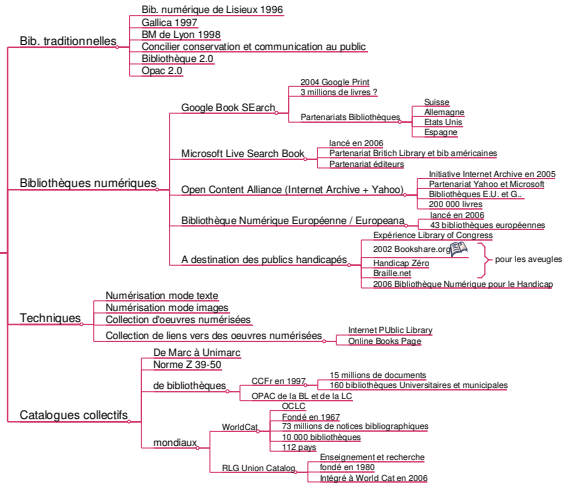 Bib. traditionnelles
Bib. numérique de Lisieux 1996
Gallica 1997
BM de Lyon 1998
Concilier conservation et communication au public
Bibliothèque 2.0
Opac 2.0
Bibliothèques numériques
Google Book SEarch
2004 Google Print
3 millions de livres ?
Partenariats Bibliothèques
Suisse
Allemagne
Etats Unis
Espagne
Microsoft Live Search Book
lancé en 2006
Partenariat Britich Library et bib américaines
Partenariat éditeurs
Open Content Alliance (Internet Archive + Yahoo)
Initiative Internet Archive en 2005
Partenariat Yahoo et Microsoft
Bibliothèques E.U. et G..
200 000 livres
Bibliothèque Numérique Européenne / Europeana
lancé en 2006
43 bibliothèques européennes
A destination des publics handicapés
Expérience Library of Congress
2002 Bookshare.org
Handicap Zéro
Braille.net
pour les aveugles
2006 Bibliothèque Numérique pour le Handicap
Techniques
Numérisation mode texte
Numérisation mode images
Collection d'oeuvres numérisées
Collection de liens vers des oeuvres numérisées
Internet PUblic Library
Online Books Page
Catalogues collectifs
De Marc à Unimarc
Norme Z 39-50
de bibliothèques
CCFr en 1997
15 millions de documents
160 bibliothèques Universitaires et municipales
OPAC de la BL et de la LC
mondiaux
WorldCat
OCLC
Fondé en 1967
73 millions de notices bibliographiques
10 000 bibliothèques
112 pays
RLG Union Catalog
Enseignement et recherche
fondé en 1980
Intégré à World Cat en 2006